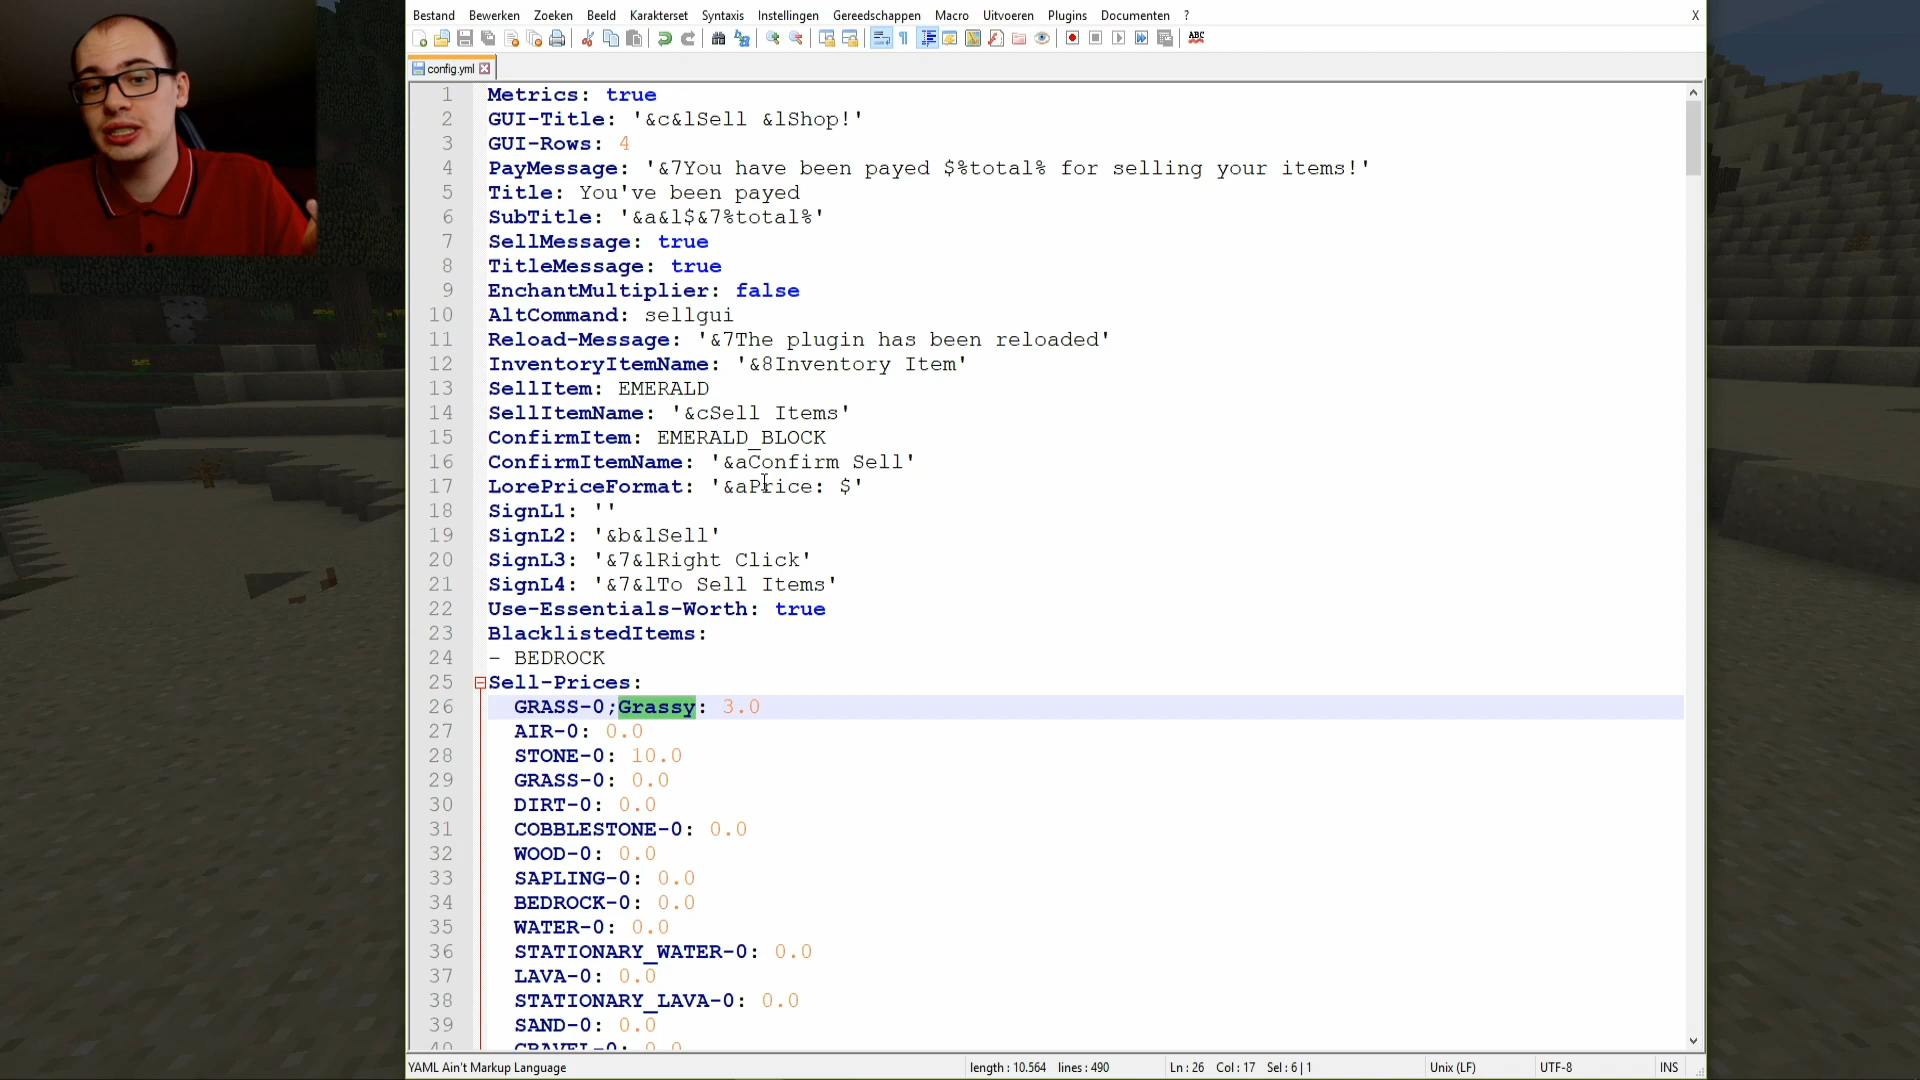 Bestand Bewerken Zoeken Beeld Karakterset Syntaxis Instellingen Gereedschappen Macro Uitvoeren Plugins Documenten ? X
ABC
config.yml
1 Metrics: true
2 GUI-Title: '&c&lSell &lShop!'
3 GUI-Rows: 4
4 PayMessage: '&7You have been payed $%total% for selling your items!'
5 Title: You've been payed
6 SubTitle: '&a&l$&7%total%'
7 SellMessage: true
8 TitleMessage: true
9 EnchantMultiplier: false
10 AltCommand: sellgui
11 Reload-Message: '&7The plugin has been reloaded'
12 InventoryItemName: '&8Inventory Item'
13 SellItem: EMERALD
14 SellItemName: '&cSell Items'
15 ConfirmItem: EMERALD_BLOCK
16 ConfirmItemName: '&aConfirm Sell'
17 LorePriceFormat: '&aPrice: $'
18 SignL1: ''
19 SignL2: '&b&lSell'
20 SignL3: '&7&lRight Click'
21 SignL4: '&7&lTo Sell Items'
22 Use-Essentials-Worth: true
23 BlacklistedItems:
24 - BEDROCK
25 Sell-Prices:
26 GRASS-0;Grassy: 3.0
27 AIR-0: 0.0
28 STONE-0: 10.0
29 GRASS-0: 0.0
30 DIRT-0: 0.0
31 COBBLESTONE-0: 0.0
32 WOOD-0: 0.0
33 SAPLING-0: 0.0
34 BEDROCK-0: 0.0
35 WATER-0: 0.0
36 STATIONARY_WATER-0: 0.0
37 LAVA-0: 0.0
38 STATIONARY_LAVA-0: 0.0
39 SAND-0: 0.0
40 GRAVEL-0: 0.0
YAML Ain't Markup Language length : 10.564 lines : 490 Ln : 26 Col : 17 Sel : 6 | 1 Unix (LF) UTF-8 INS